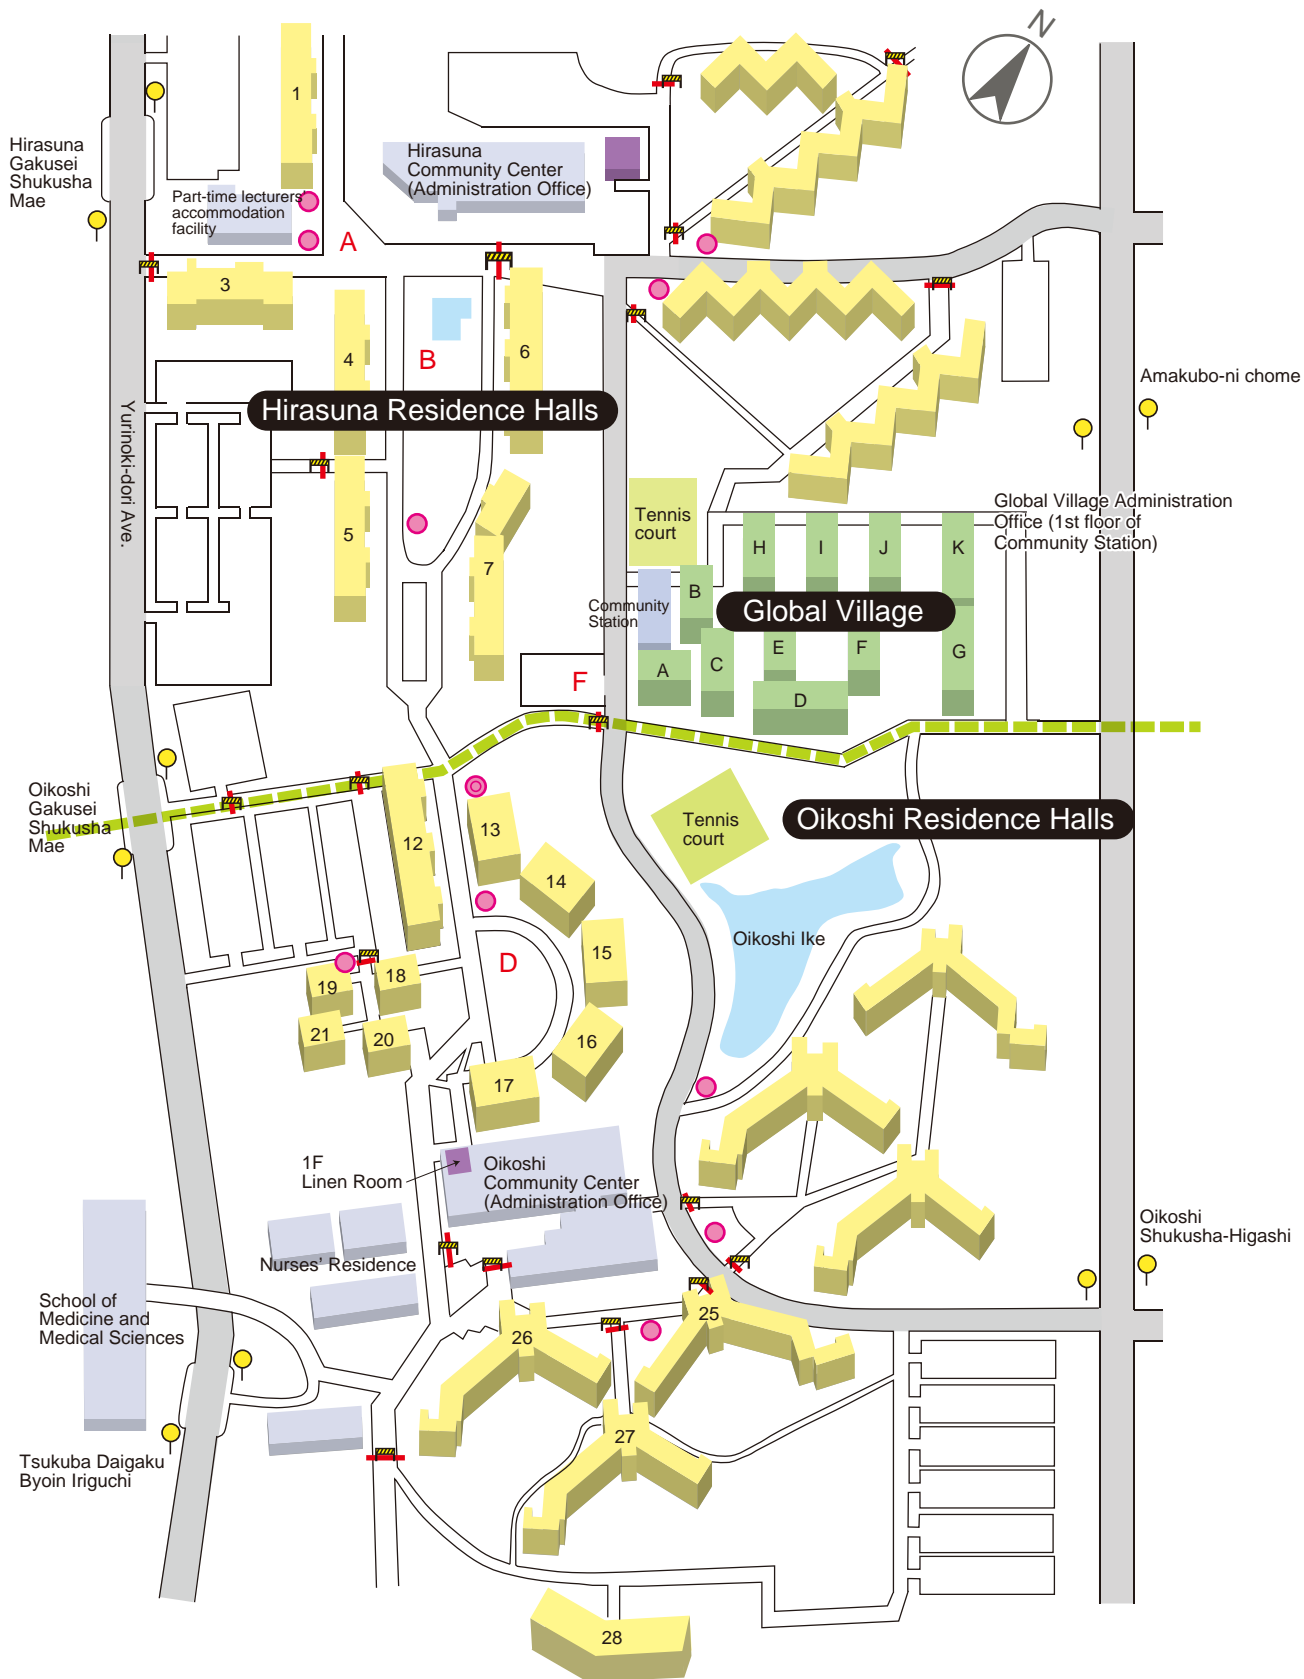 N
1
Hirasuna
Gakusei
Shukusha
Mae
Hirasuna
Community Center
(Administration Office)
Part-time lecturers'
accommodation
facility
A
3
4
B
6
Hirasuna Residence Halls
Amakubo-ni chome
Yurinoki-dori Ave.
5
7
Tennis
court
Global Village Administration
Office (1st floor of
Community Station)
H
I
J
K
B
Community
Station
Global Village
A
C
E
F
G
D
F
Oikoshi
Gakusei
Shukusha
Mae
12
13
Tennis
court
Oikoshi Residence Halls
14
15
Oikoshi Ike
D
18
19
21
20
16
17
1F
Linen Room
Oikoshi
Community Center
(Administration Office)
Nurses' Residence
Oikoshi
Shukusha-Higashi
School of
Medicine and
Medical Sciences
25
26
27
Tsukuba Daigaku
Byoin Iriguchi
28